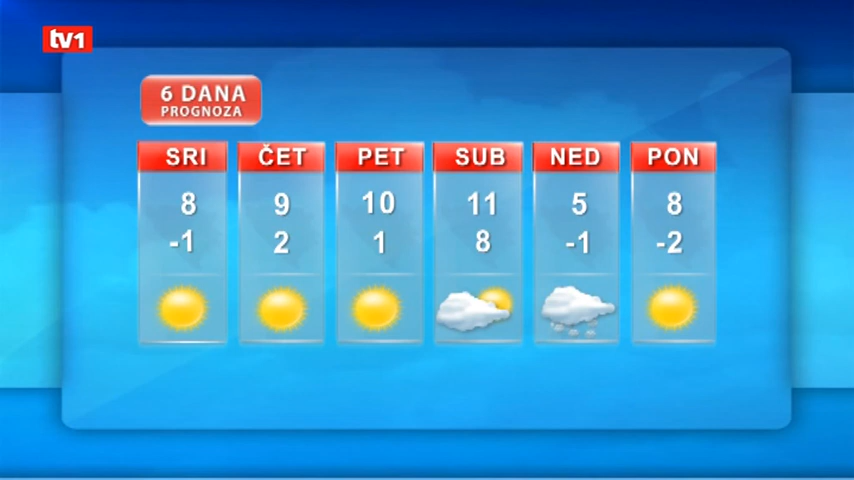 tv1
6 DANA
PROGNOZA
SRI ČET PET SUB NED PON
8 9 10 11 5 8
-1 2 1 8 -1 -2